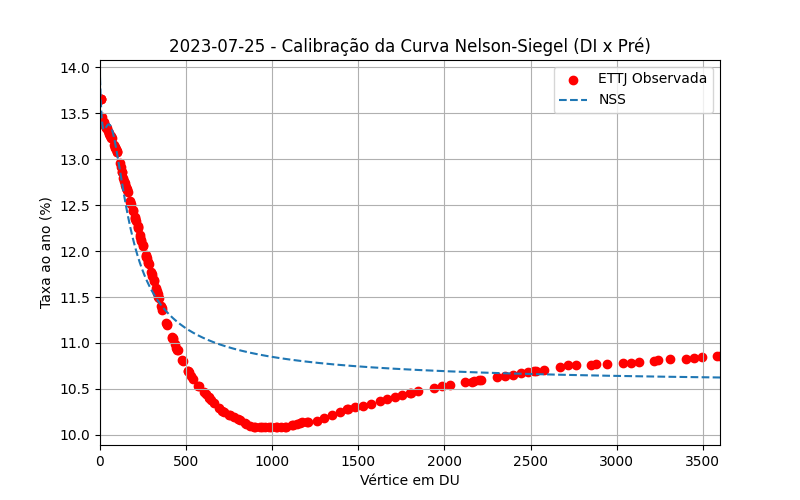 2023-07-25 - Calibração da Curva Nelson-Siegel (DI x Pré)
ETTJ Observada
NSS
Taxa ao ano (%)
14.0
13.5
13.0
12.5
12.0
11.5
11.0
10.5
10.0
0 500 1000 1500 2000 2500 3000 3500
Vértice em DU